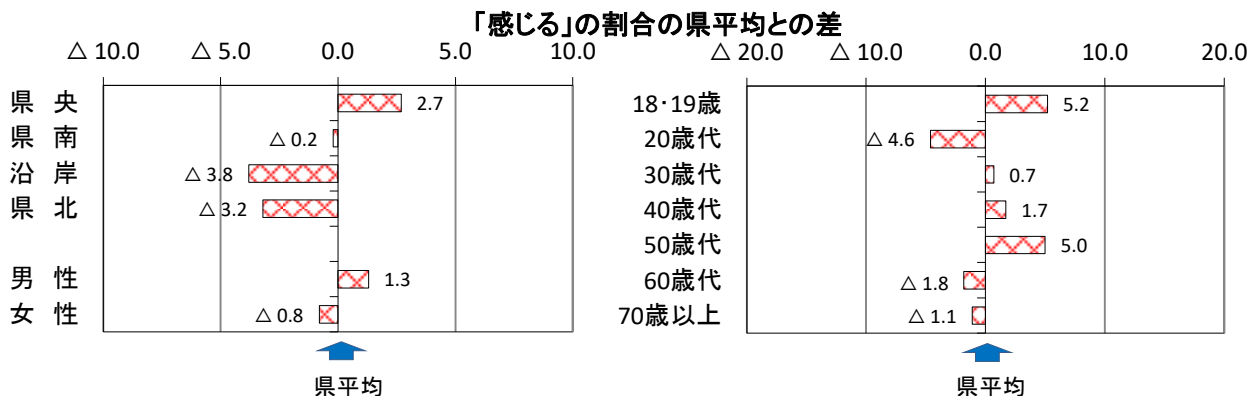 「感じる」の割合の県平均との差
△ 10.0 △ 5.0 0.0 5.0 10.0
県 央 2.7
県 南 △ 0.2
沿 岸 △ 3.8
県 北 △ 3.2
男 性 1.3
女 性 △ 0.8
県平均
△ 20.0 △ 10.0 0.0 10.0 20.0
18・19歳 5.2
20歳代 △ 4.6
30歳代 0.7
40歳代 1.7
50歳代 5.0
60歳代 △ 1.8
70歳以上 △ 1.1
県平均